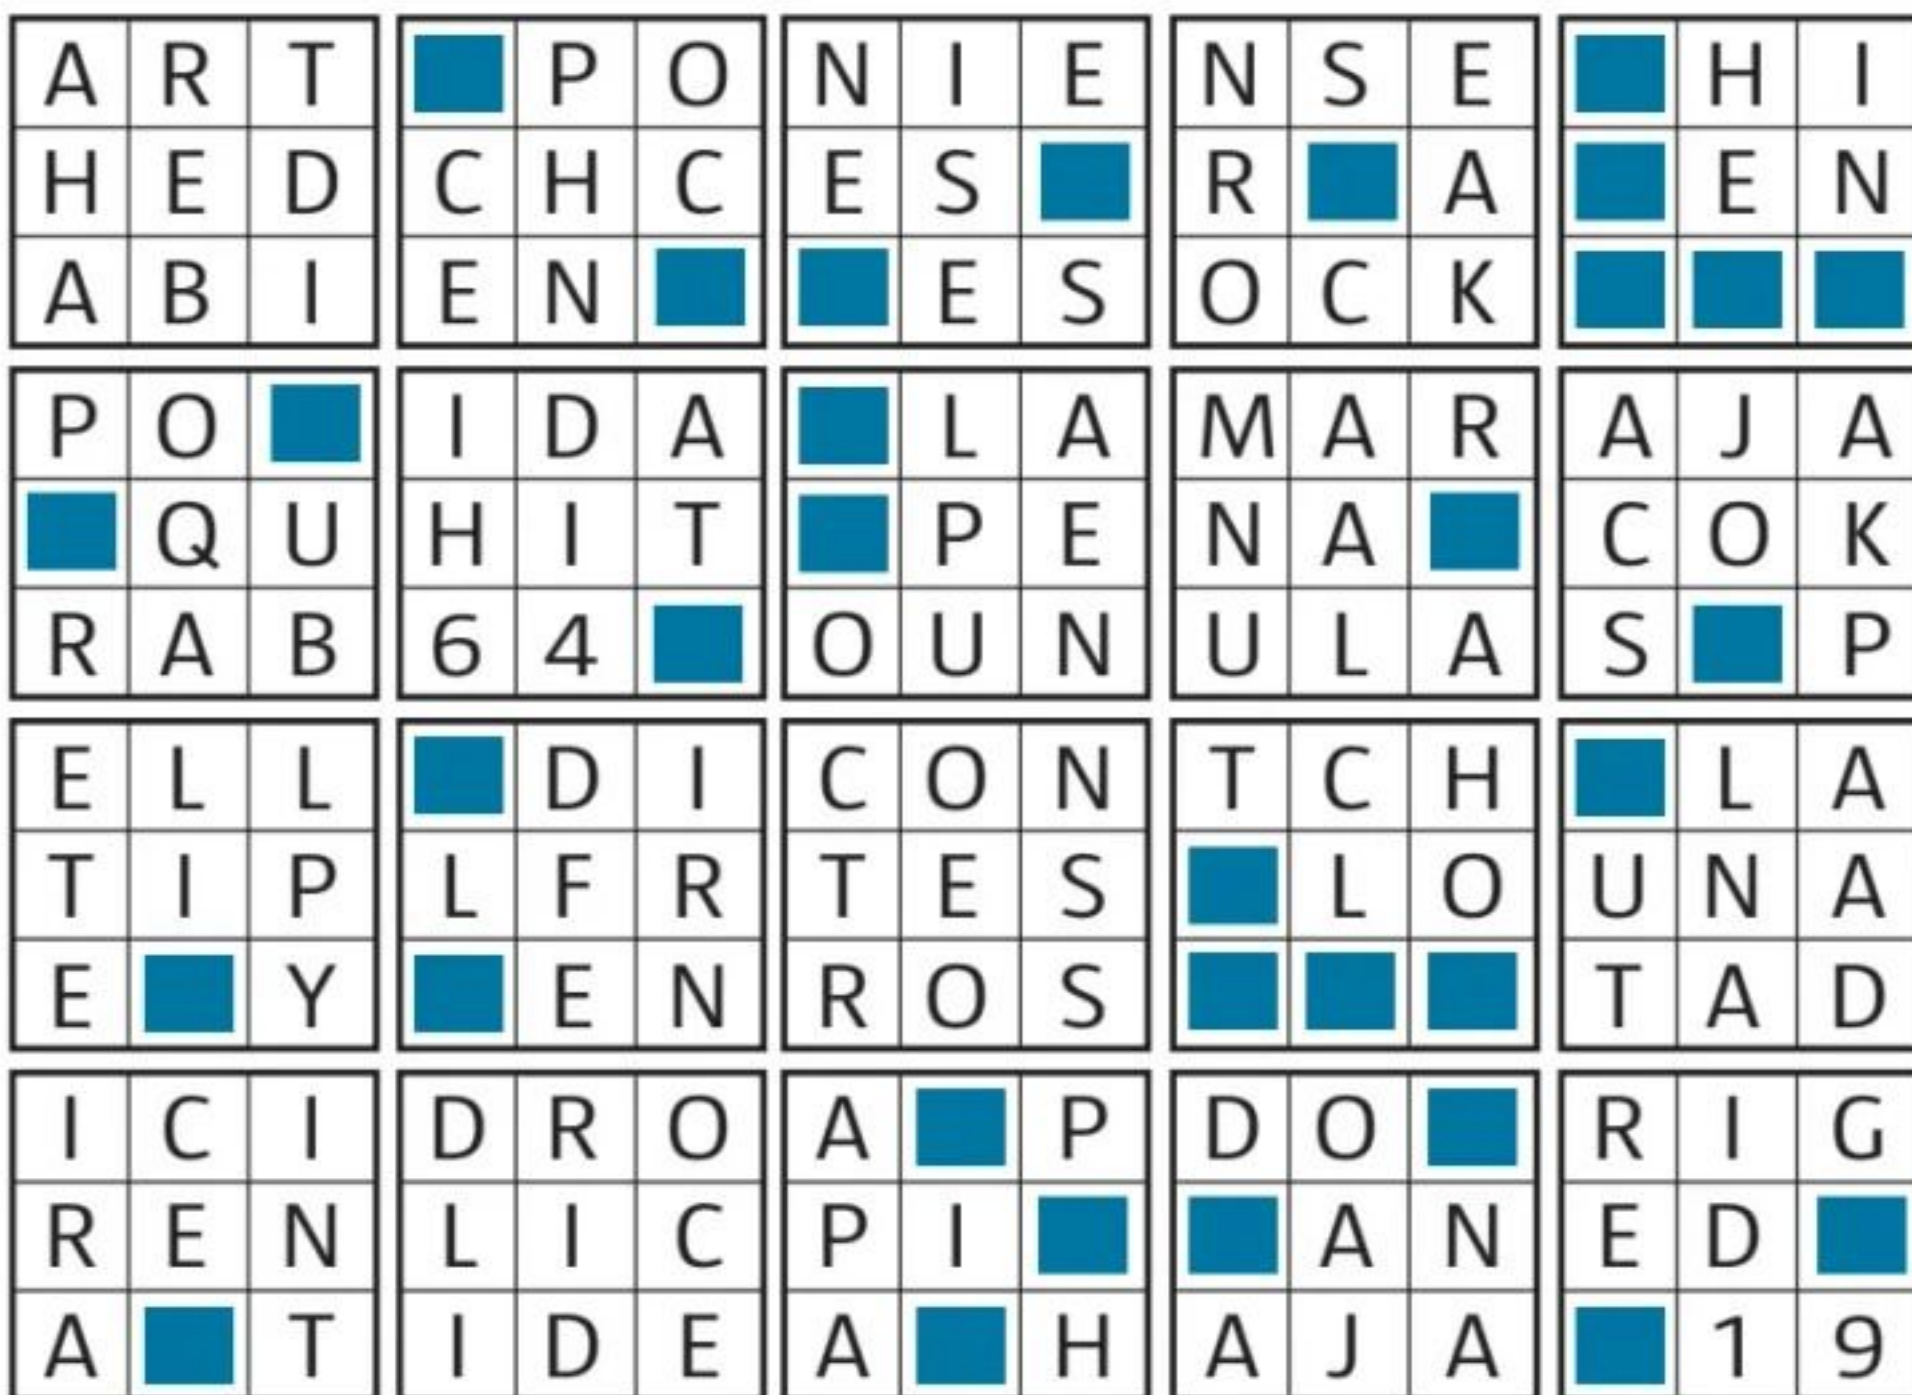 A R T ■ P O N I E N S E ■ H I
H E D C H C E S ■ R ■ A ■ E N
A B I E N ■ ■ E S O C K ■ ■ ■
P O ■ I D A ■ L A M A R A J A
■ Q U H I T ■ P E N A ■ C O K
R A B 6 4 ■ O U N U L A S ■ P
E L L ■ D I C O N T C H ■ L A
T I P L F R T E S ■ L O U N A
E ■ Y ■ E N R O S ■ ■ ■ T A D
I C I D R O A ■ P D O ■ R I G
R E N L I C P I ■ ■ A N E D ■
A ■ T I D E A ■ H A J A ■ 1 9